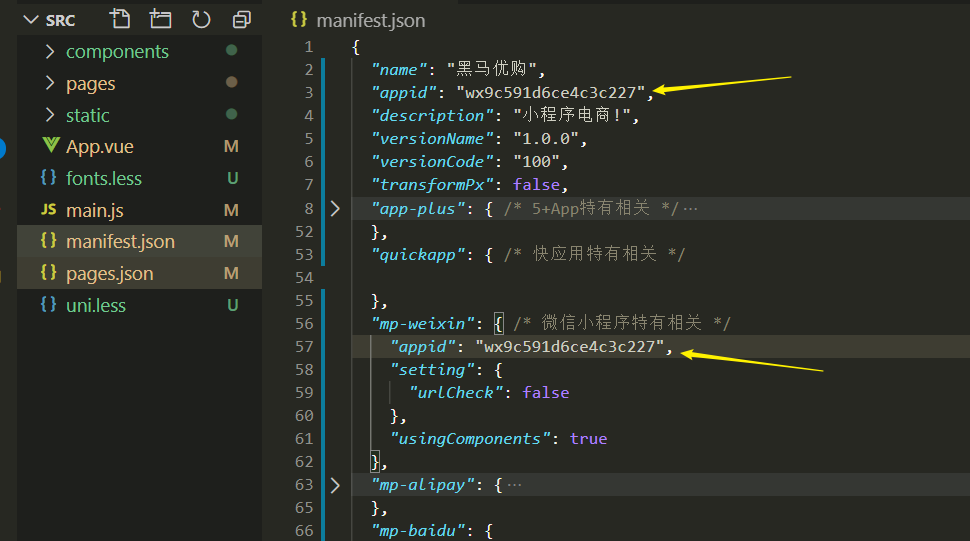 SRC
components
pages
static
App.vue M
fonts.less U
JS main.js M
{} manifest.json M
{} pages.json M
{} uni.less U
{} manifest.json
1 {
2 "name": "黑马优购",
3 "appid": "wx9c591d6ce4c3c227",
4 "description": "小程序电商!",
5 "versionName": "1.0.0",
6 "versionCode": "100",
7 "transformPx": false,
8 "app-plus": { /* 5+App特有相关 */ ...
52 },
53 "quickapp": { /* 快应用特有相关 */
54
55 },
56 "mp-weixin": { /* 微信小程序特有相关 */
57 "appid": "wx9c591d6ce4c3c227",
58 "setting": {
59 "urlCheck": false
60 },
61 "usingComponents": true
62 },
63 "mp-alipay": { ...
65 },
66 "mp-baidu": {